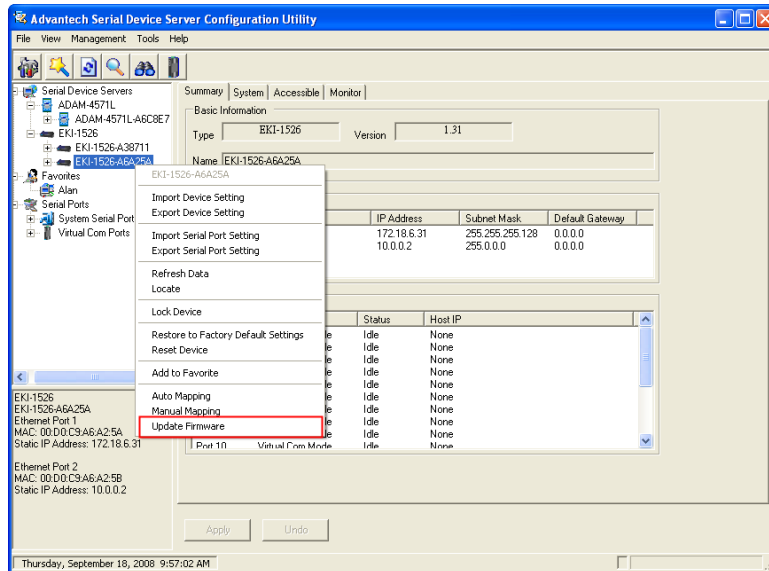 Advantech Serial Device Server Configuration Utility
File View Management Tools Help
Serial Device Servers
ADAM-4571L
ADAM-4571L-A6C8E7
EKI-1526
EKI-1526-A38711
EKI-1526-A6A25A
Favorites
Alan
Serial Ports
System Serial Port
Virtual Com Ports
Summary System Accessible Monitor
Basic Information
Type EKI-1526 Version 1.31
Name EKI-1526-A6A25A
EKI-1526-A6A25A
Import Device Setting
Export Device Setting
Import Serial Port Setting
Export Serial Port Setting
Refresh Data
Locate
Lock Device
Restore to Factory Default Settings
Reset Device
Add to Favorite
Auto Mapping
Manual Mapping
Update Firmware
IP Address Subnet Mask Default Gateway
172.18.6.31 255.255.255.128 0.0.0.0
10.0.0.2 255.0.0.0 0.0.0.0
Status Host IP
Idle None
Idle None
Idle None
Idle None
Idle None
Idle None
Idle None
Idle None
Idle None
Port 10 Virtual Com Mode Idle None
EKI-1526
EKI-1526-A6A25A
Ethernet Port 1
MAC: 00:D0:C9:A6:A2:5A
Static IP Address: 172.18.6.31
Ethernet Port 2
MAC: 00:D0:C9:A6:A2:5B
Static IP Address: 10.0.0.2
Apply Undo
Thursday, September 18, 2008 9:57:02 AM